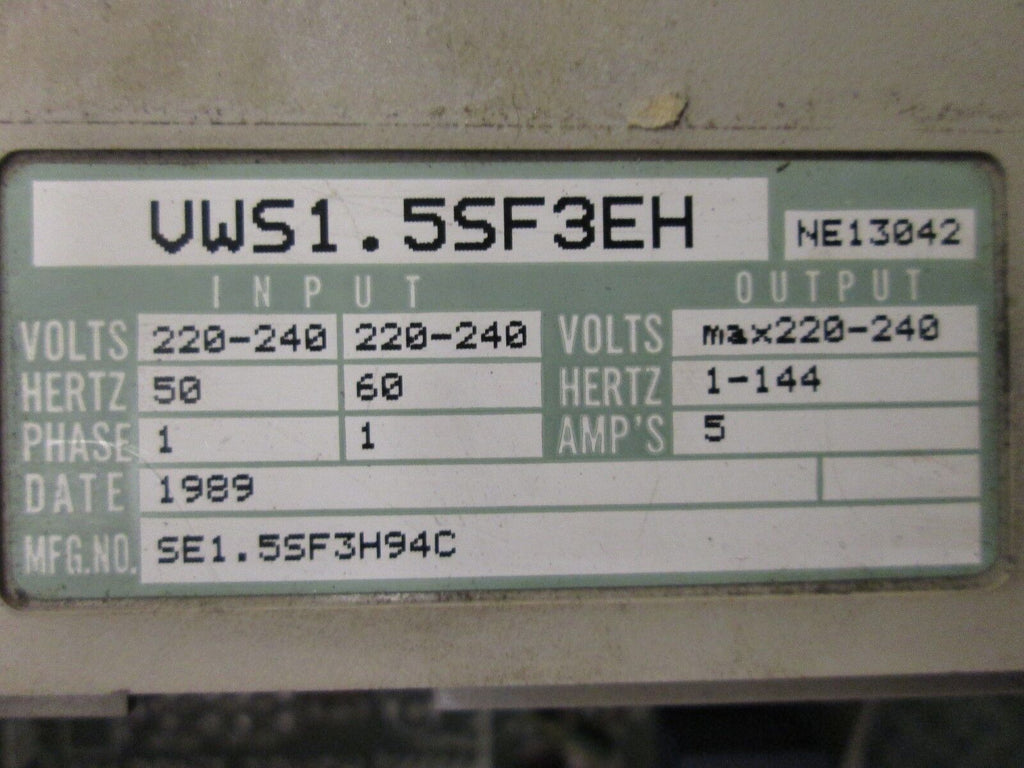 VWS1.5SF3EH NE13042
INPUT OUTPUT
VOLTS 220-240 220-240 VOLTS max220-240
HERTZ 50 60 HERTZ 1-144
PHASE 1 1 AMP'S 5
DATE 1989
MFG.NO. SE1.5SF3H94C